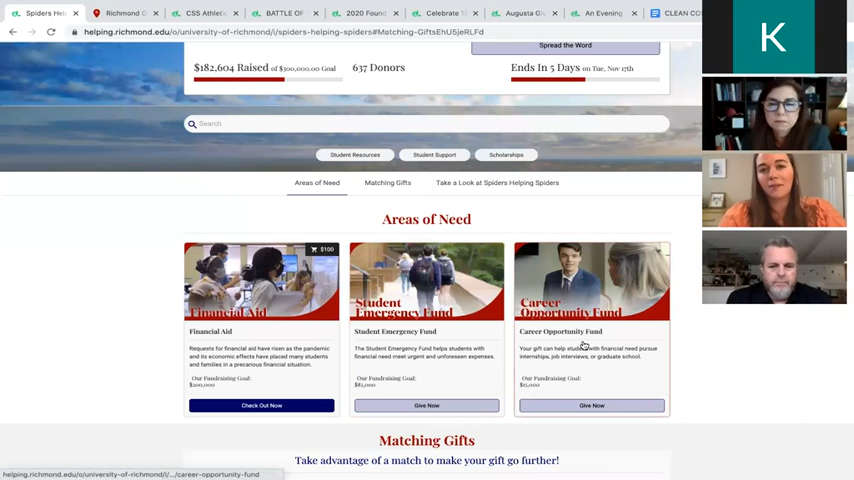 Spiders Help
Richmond G
CSS Athleti
BATTLE OF
2020 Found
Celebrate T
Augusta Gi
An Evening
CLEAN CO
helping.richmond.edu/o/university-of-richmond/i/spiders-helping-spiders#Matching-GiftsEhU5jeRLFd
K
Spread the Word
$182,604 Raised of $300,000.00 Goal
637 Donors
Ends In 5 Days on Tue, Nov 17th
Search
Student Resources
Student Support
Scholarships
Areas of Need
Matching Gifts
Take a Look at Spiders Helping Spiders
Areas of Need
$100
Financial Aid
Student
Emergency Fund
Career
Opportunity Fund
Financial Aid
Requests for financial aid have risen as the pandemic
and its economic effects have placed many students
and families in a precarious financial situation.
Our Fundraising Goal:
$200,000
Check Out Now
Student Emergency Fund
The Student Emergency Fund helps students with
financial need meet urgent and unforeseen expenses.
Our Fundraising Goal:
$85,000
Give Now
Career Opportunity Fund
Your gift can help students with financial need pursue
internships, job interviews, or graduate school.
Our Fundraising Goal:
$15,000
Give Now
Matching Gifts
Take advantage of a match to make your gift go further!
helping.richmond.edu/o/university-of-richmond/i/.../career-opportunity-fund